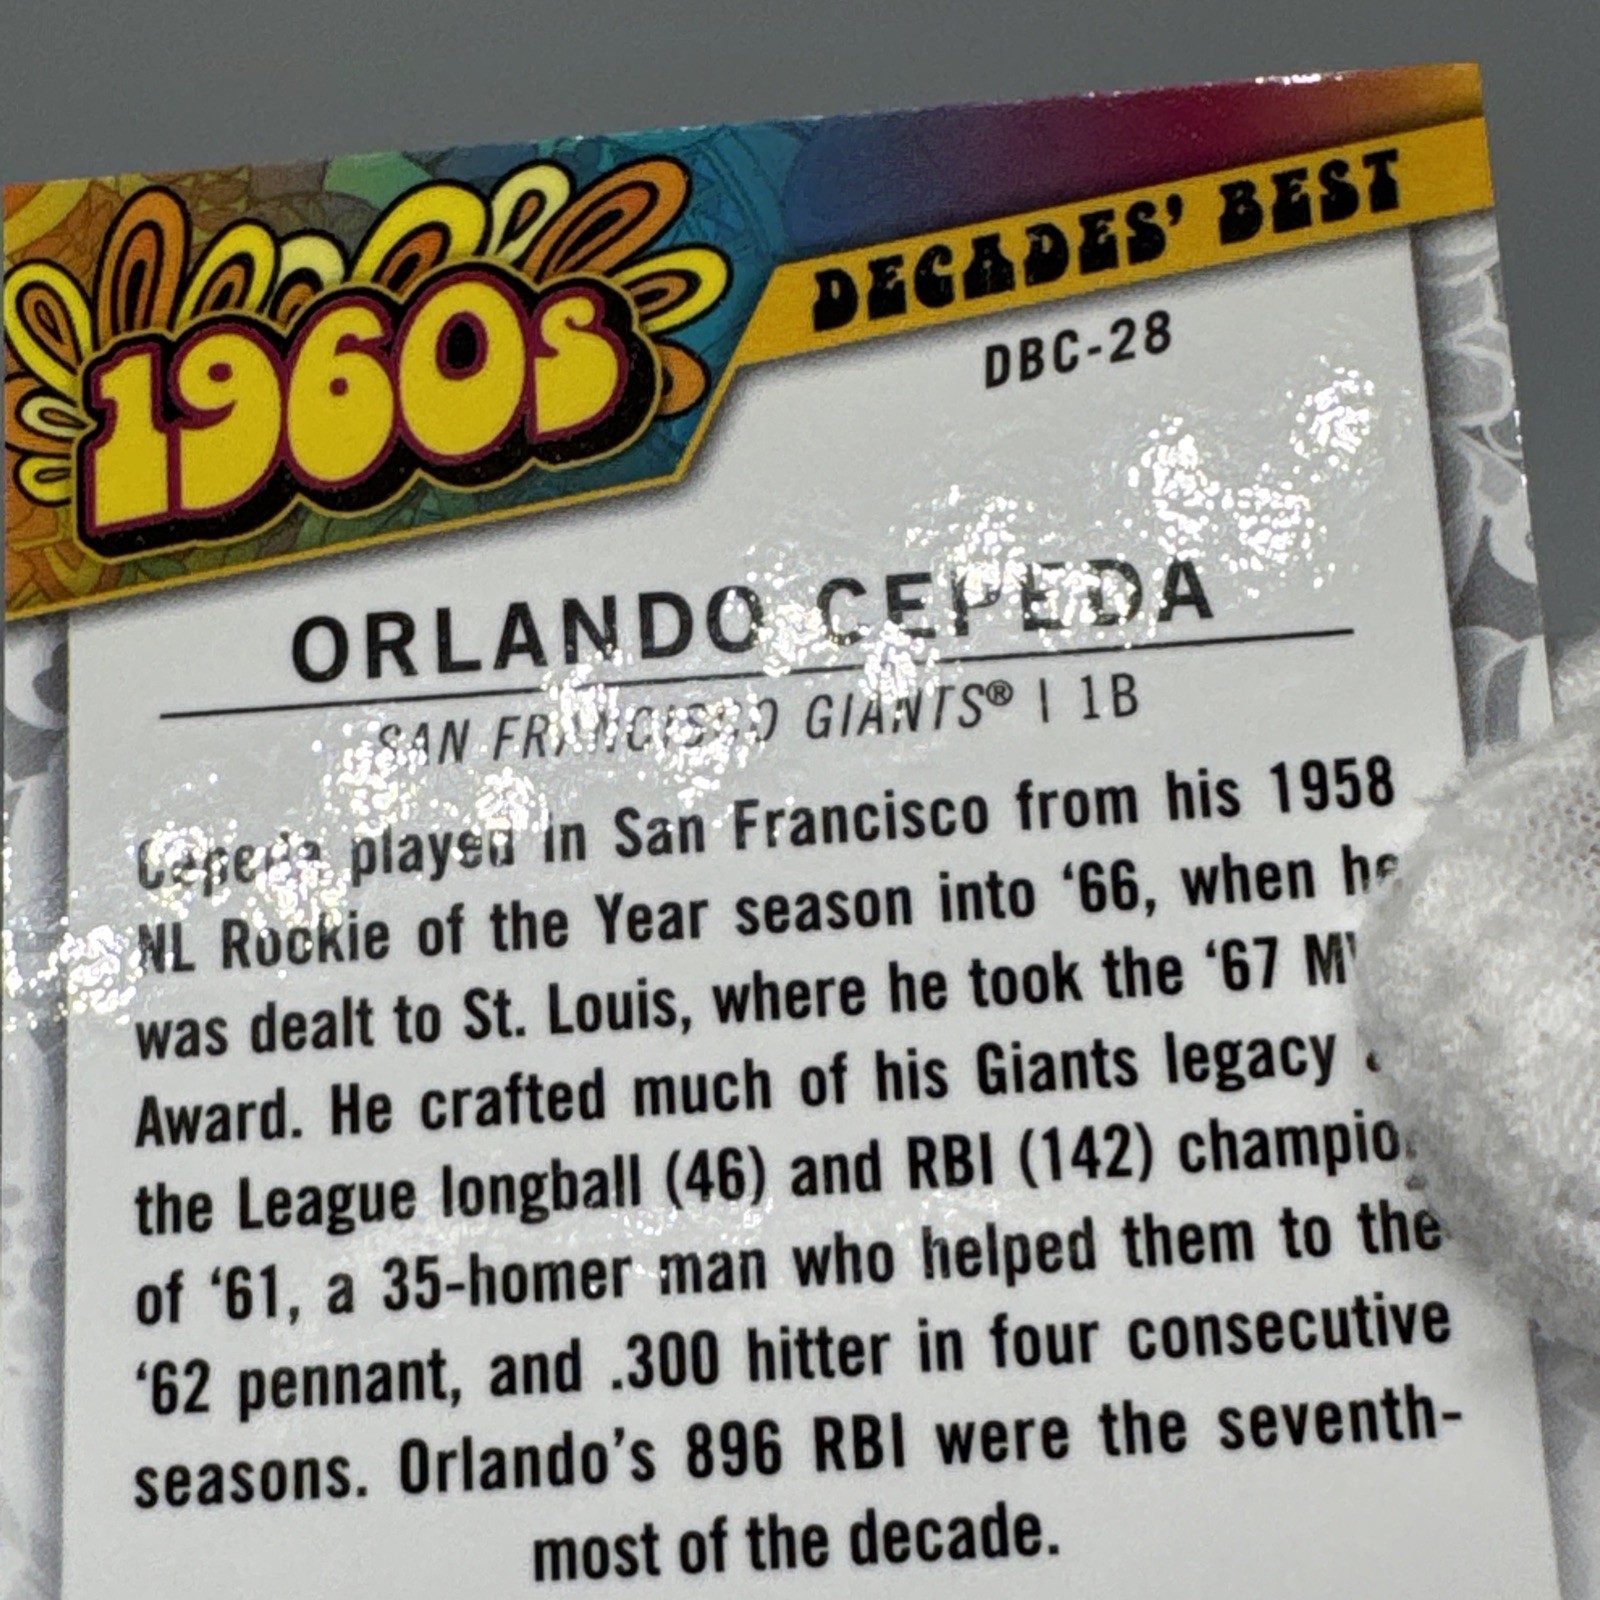 1960s
DECADES' BEST
DBC-28
ORLANDO CEPEDA
SAN FRANCISCO GIANTS® | 1B
Cepeda played in San Francisco from his 1958
NL Rookie of the Year season into ‘66, when he
was dealt to St. Louis, where he took the ‘67
Award. He crafted much of his Giants legacy
the League longball (46) and RBI (142)
of ‘61, a 35-homer man who helped them to the
‘62 pennant, and .300 hitter in four consecutive
seasons. Orlando’s 896 RBI were the seventh-
most of the decade.